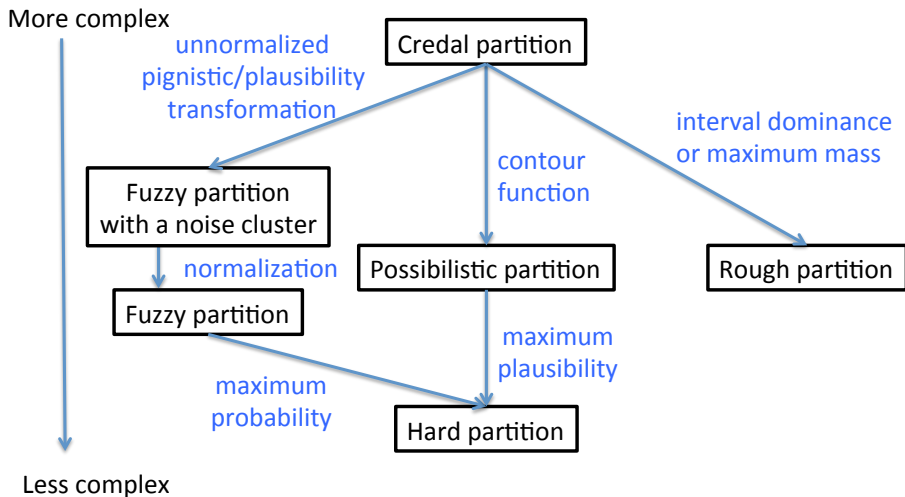 More complex
Credal partition
unnormalized
pignistic/plausibility
transformation
interval dominance
or maximum mass
contour
function
Fuzzy partition
with a noise cluster
normalization
Possibilistic partition
Rough partition
Fuzzy partition
maximum
plausibility
maximum
probability
Hard partition
Less complex